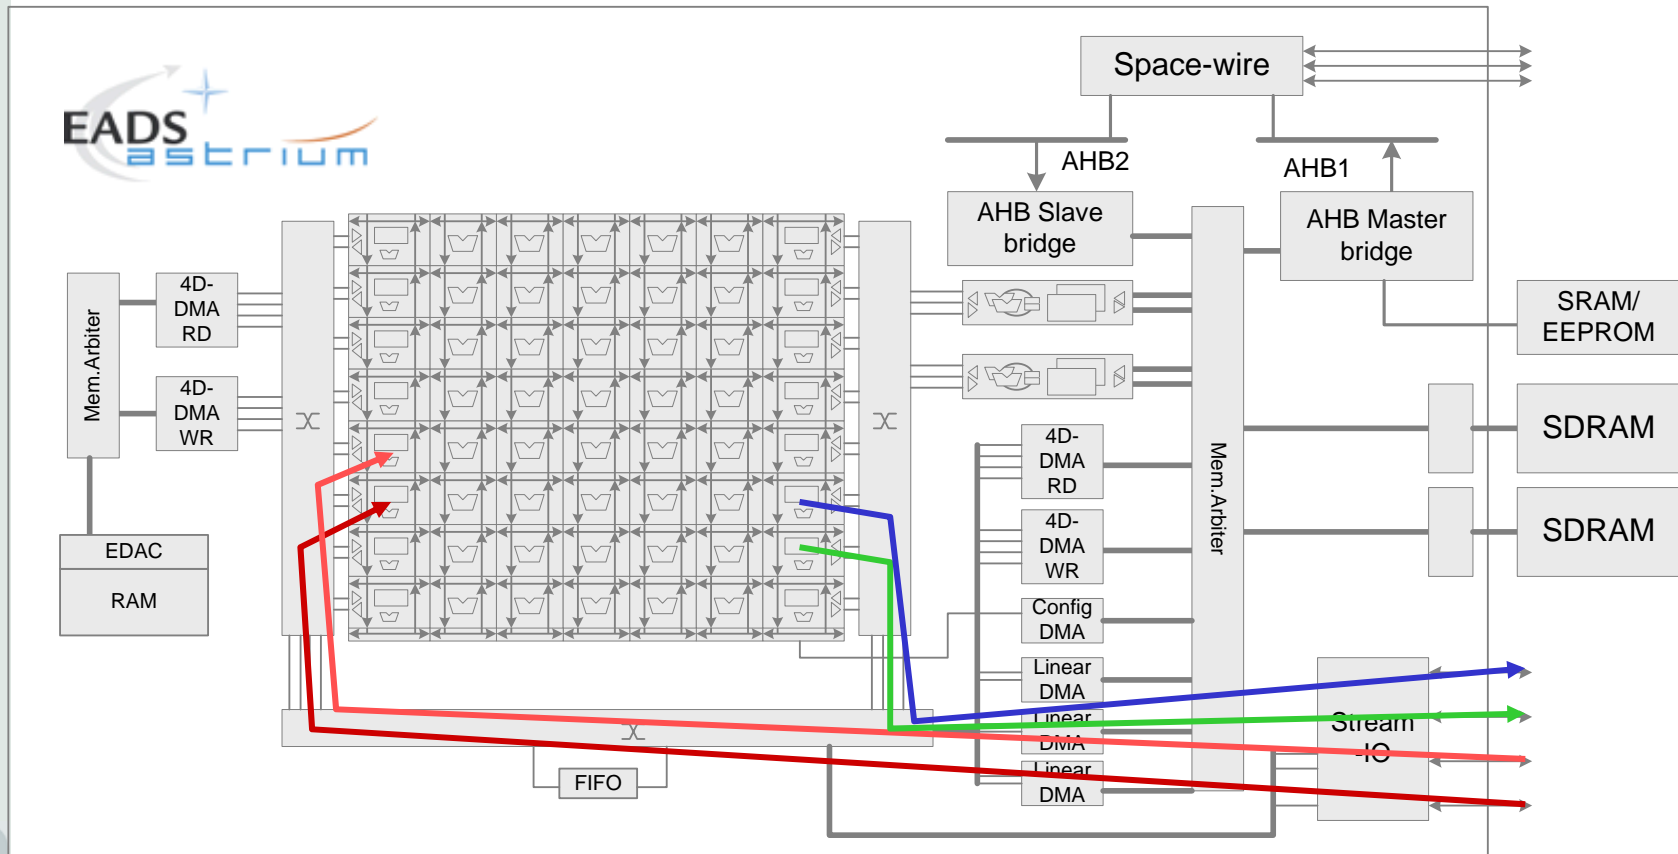 EADS
astrium
Space-wire
AHB2
AHB1
AHB Slave
bridge
AHB Master
bridge
4D-
DMA
RD
Mem.Arbiter
4D-
DMA
WR
SRAM/
EEPROM
SDRAM
4D-
DMA
RD
Mem.Arbiter
4D-
DMA
WR
SDRAM
EDAC
RAM
Config
DMA
Linear
DMA
Linear
DMA
Stream
-IO
Linear
DMA
FIFO